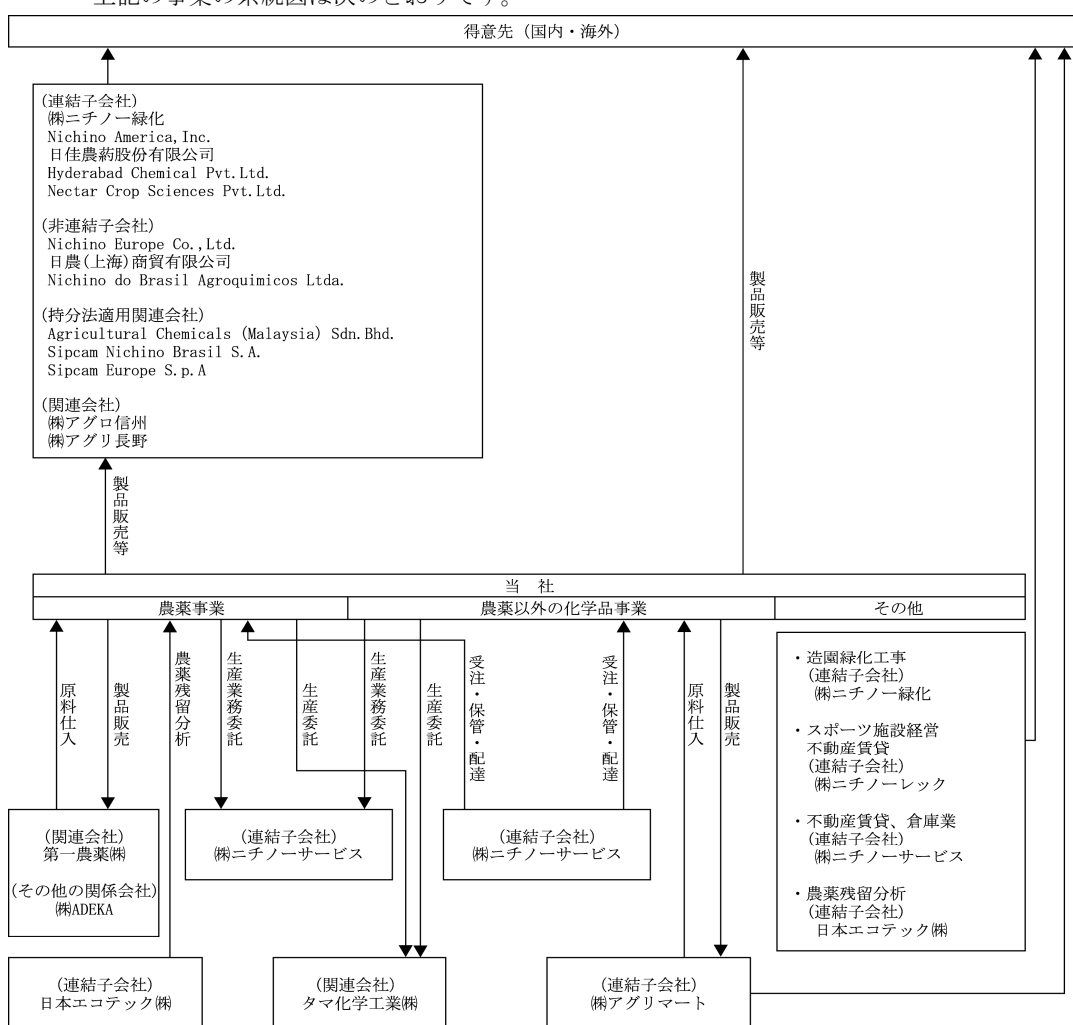 上記の事業の系統図は次のとおりです。
得意先（国内・海外）
(連結子会社)
㈱ニチノー緑化
Nichino America,Inc.
日佳農葯股份有限公司
Hyderabad Chemical Pvt.Ltd.
Nectar Crop Sciences Pvt.Ltd.
(非連結子会社)
Nichino Europe Co.,Ltd.
日農(上海)商貿有限公司
Nichino do Brasil Agroquimicos Ltda.
(持分法適用関連会社)
Agricultural Chemicals (Malaysia) Sdn.Bhd.
Sipcam Nichino Brasil S.A.
Sipcam Europe S.p.A
(関連会社)
㈱アグロ信州
㈱アグリ長野
製品販売等
製品販売等
当　社
農薬事業
農薬以外の化学品事業
その他
原料仕入
製品販売
農薬残留分析
生産業務委託
生産委託
生産業務委託
生産委託
受注・保管・配達
受注・保管・配達
原料仕入
製品販売
・造園緑化工事
(連結子会社)
㈱ニチノー緑化
・スポーツ施設経営
不動産賃貸
(連結子会社)
㈱ニチノーレック
・不動産賃貸、倉庫業
(連結子会社)
㈱ニチノーサービス
・農薬残留分析
(連結子会社)
日本エコテック㈱
(関連会社)
第一農薬㈱
(その他の関係会社)
㈱ADEKA
(連結子会社)
㈱ニチノーサービス
(連結子会社)
㈱ニチノーサービス
(連結子会社)
日本エコテック㈱
(関連会社)
タマ化学工業㈱
(連結子会社)
㈱アグリマート